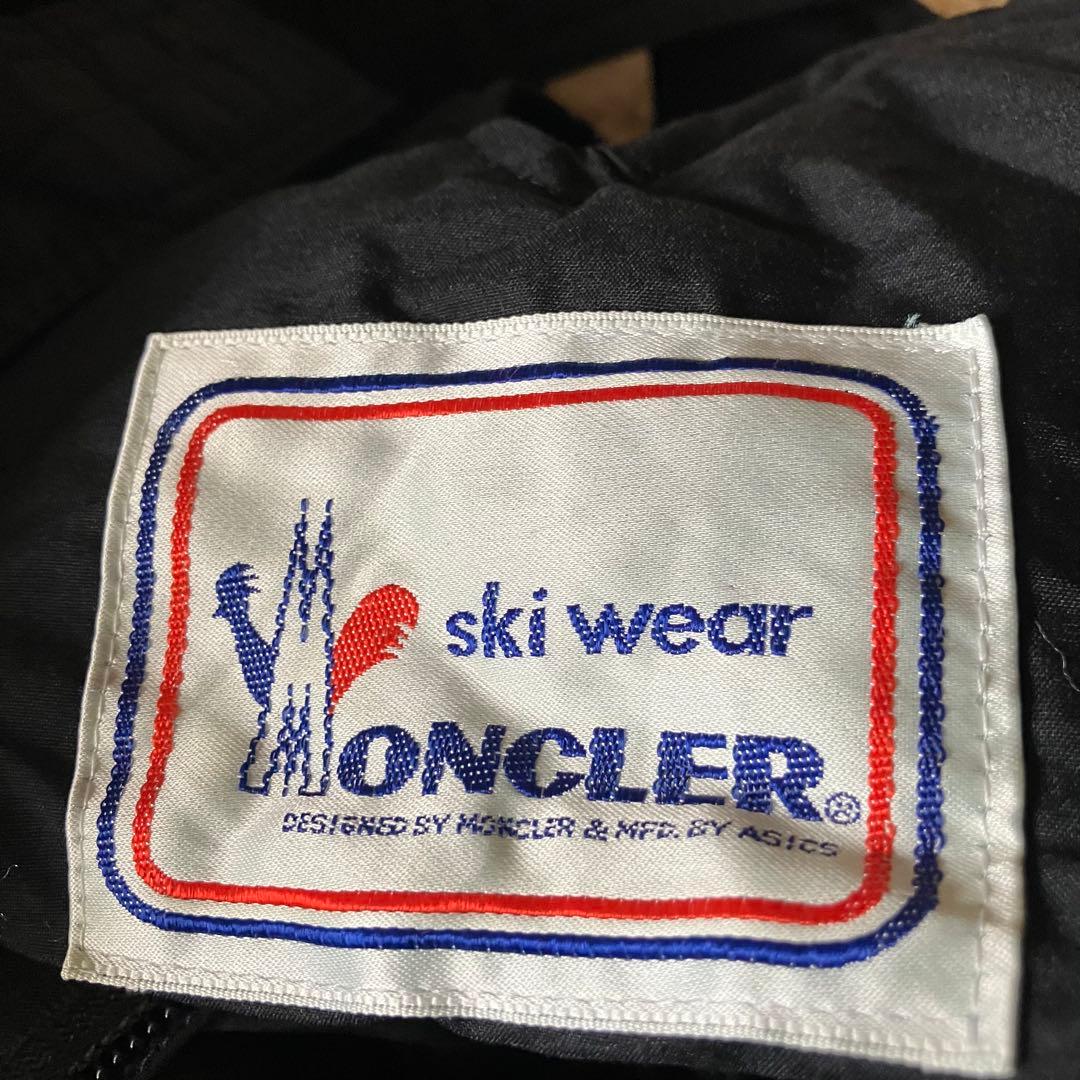 ski wear
MONCLER®
DESIGNED BY MONCLER & MFD. BY ASICS